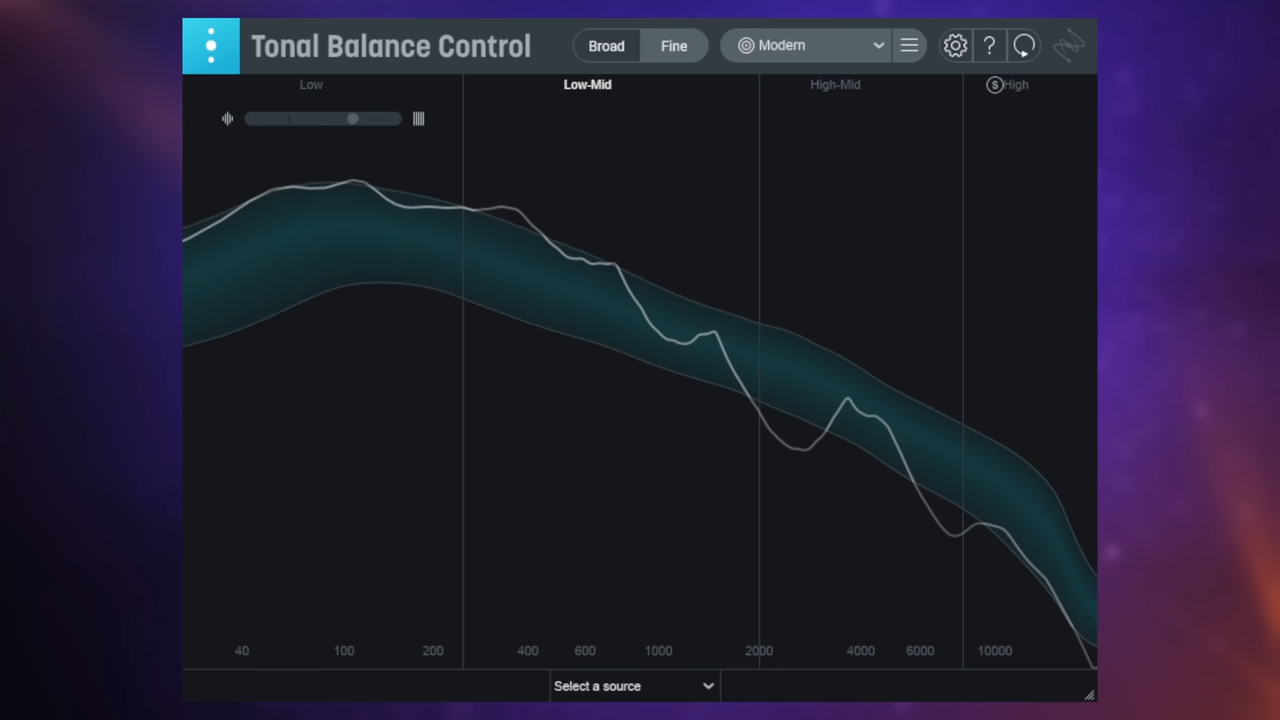 Tonal Balance Control Broad Fine Modern ?
Low Low-Mid High-Mid S High
40 100 200 400 600 1000 2000 4000 6000 10000
Select a source